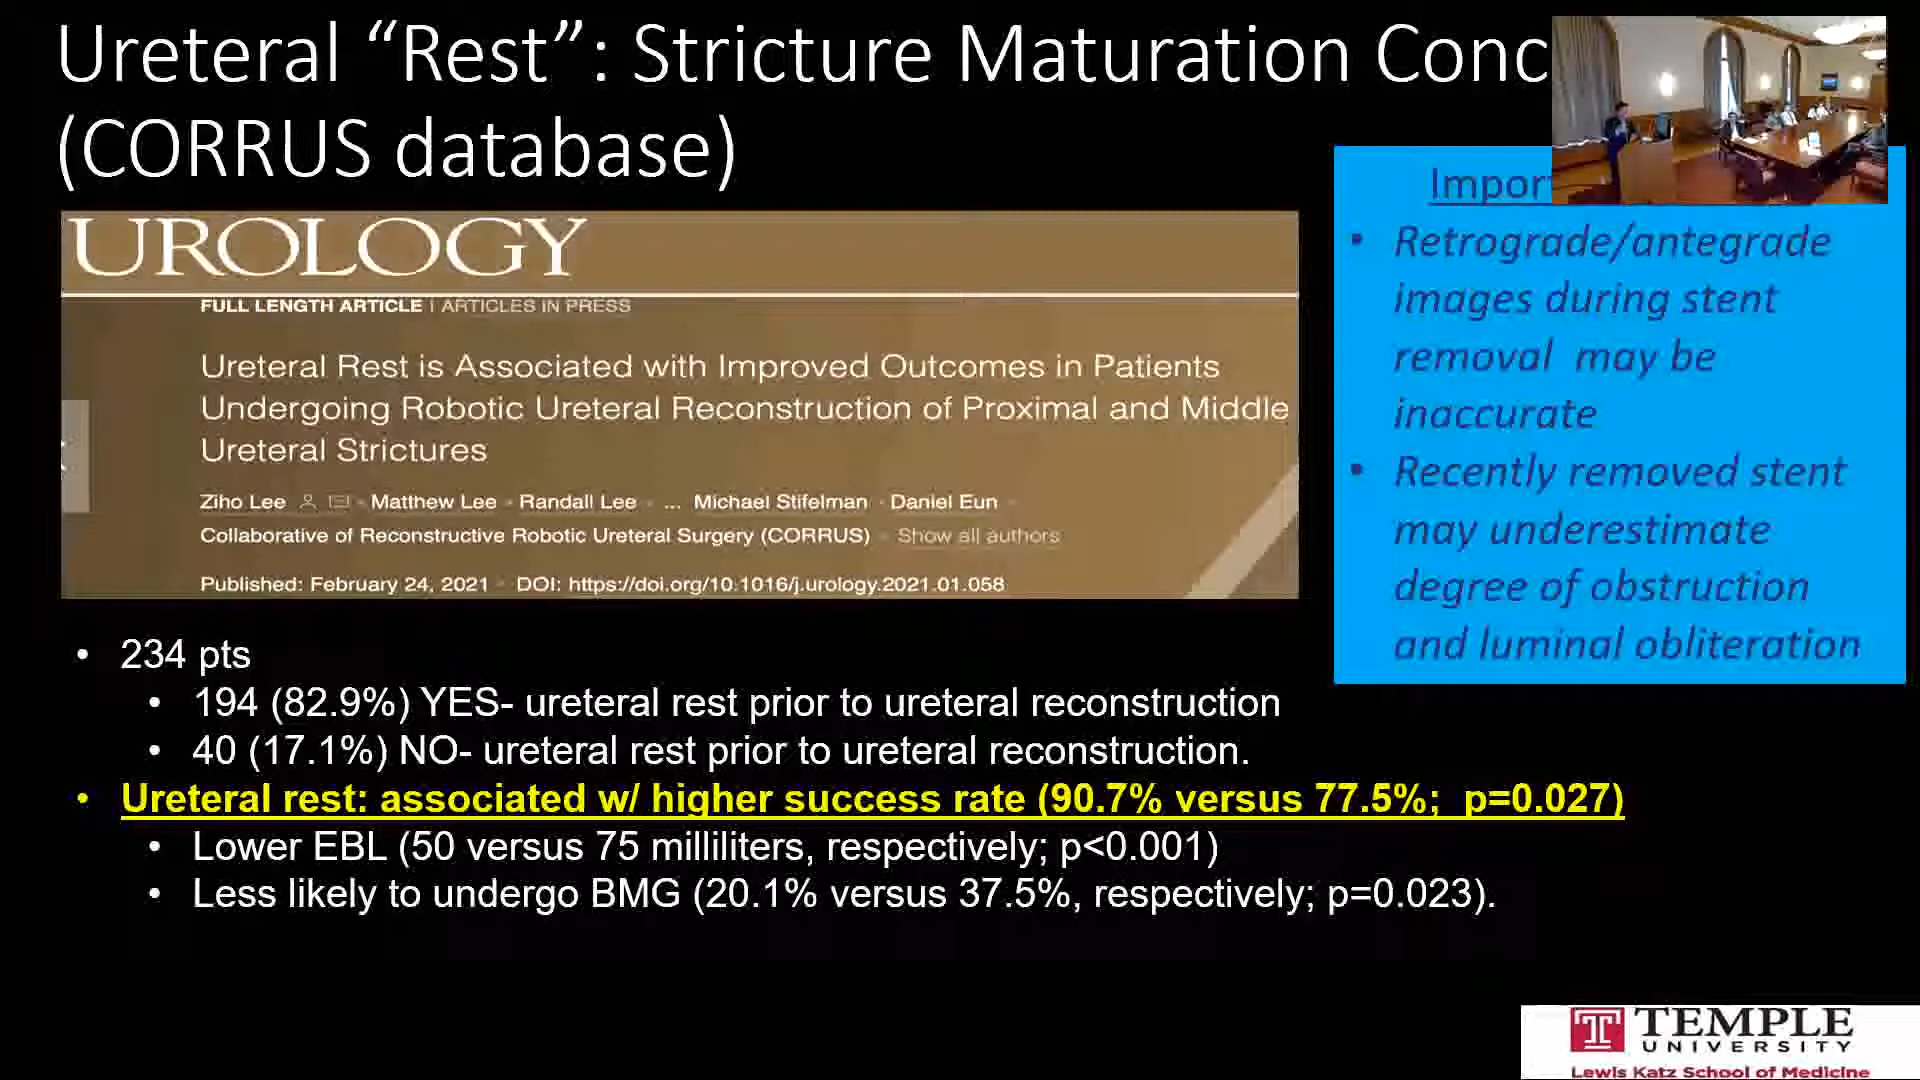 Ureteral “Rest”: Stricture Maturation Conc
(CORRUS database)
UROLOGY
FULL LENGTH ARTICLE | ARTICLES IN PRESS
Ureteral Rest is Associated with Improved Outcomes in Patients
Undergoing Robotic Ureteral Reconstruction of Proximal and Middle
Ureteral Strictures
Ziho Lee • Matthew Lee • Randall Lee • ... Michael Stifelman • Daniel Eun •
Collaborative of Reconstructive Robotic Ureteral Surgery (CORRUS) • Show all authors
Published: February 24, 2021 • DOI: https://doi.org/10.1016/j.urology.2021.01.058
Impor
• Retrograde/antegrade
images during stent
removal may be
inaccurate
• Recently removed stent
may underestimate
degree of obstruction
and luminal obliteration
• 234 pts
• 194 (82.9%) YES- ureteral rest prior to ureteral reconstruction
• 40 (17.1%) NO- ureteral rest prior to ureteral reconstruction.
• Ureteral rest: associated w/ higher success rate (90.7% versus 77.5%; p=0.027)
• Lower EBL (50 versus 75 milliliters, respectively; p<0.001)
• Less likely to undergo BMG (20.1% versus 37.5%, respectively; p=0.023).
TEMPLE
UNIVERSITY
Lewis Katz School of Medicine